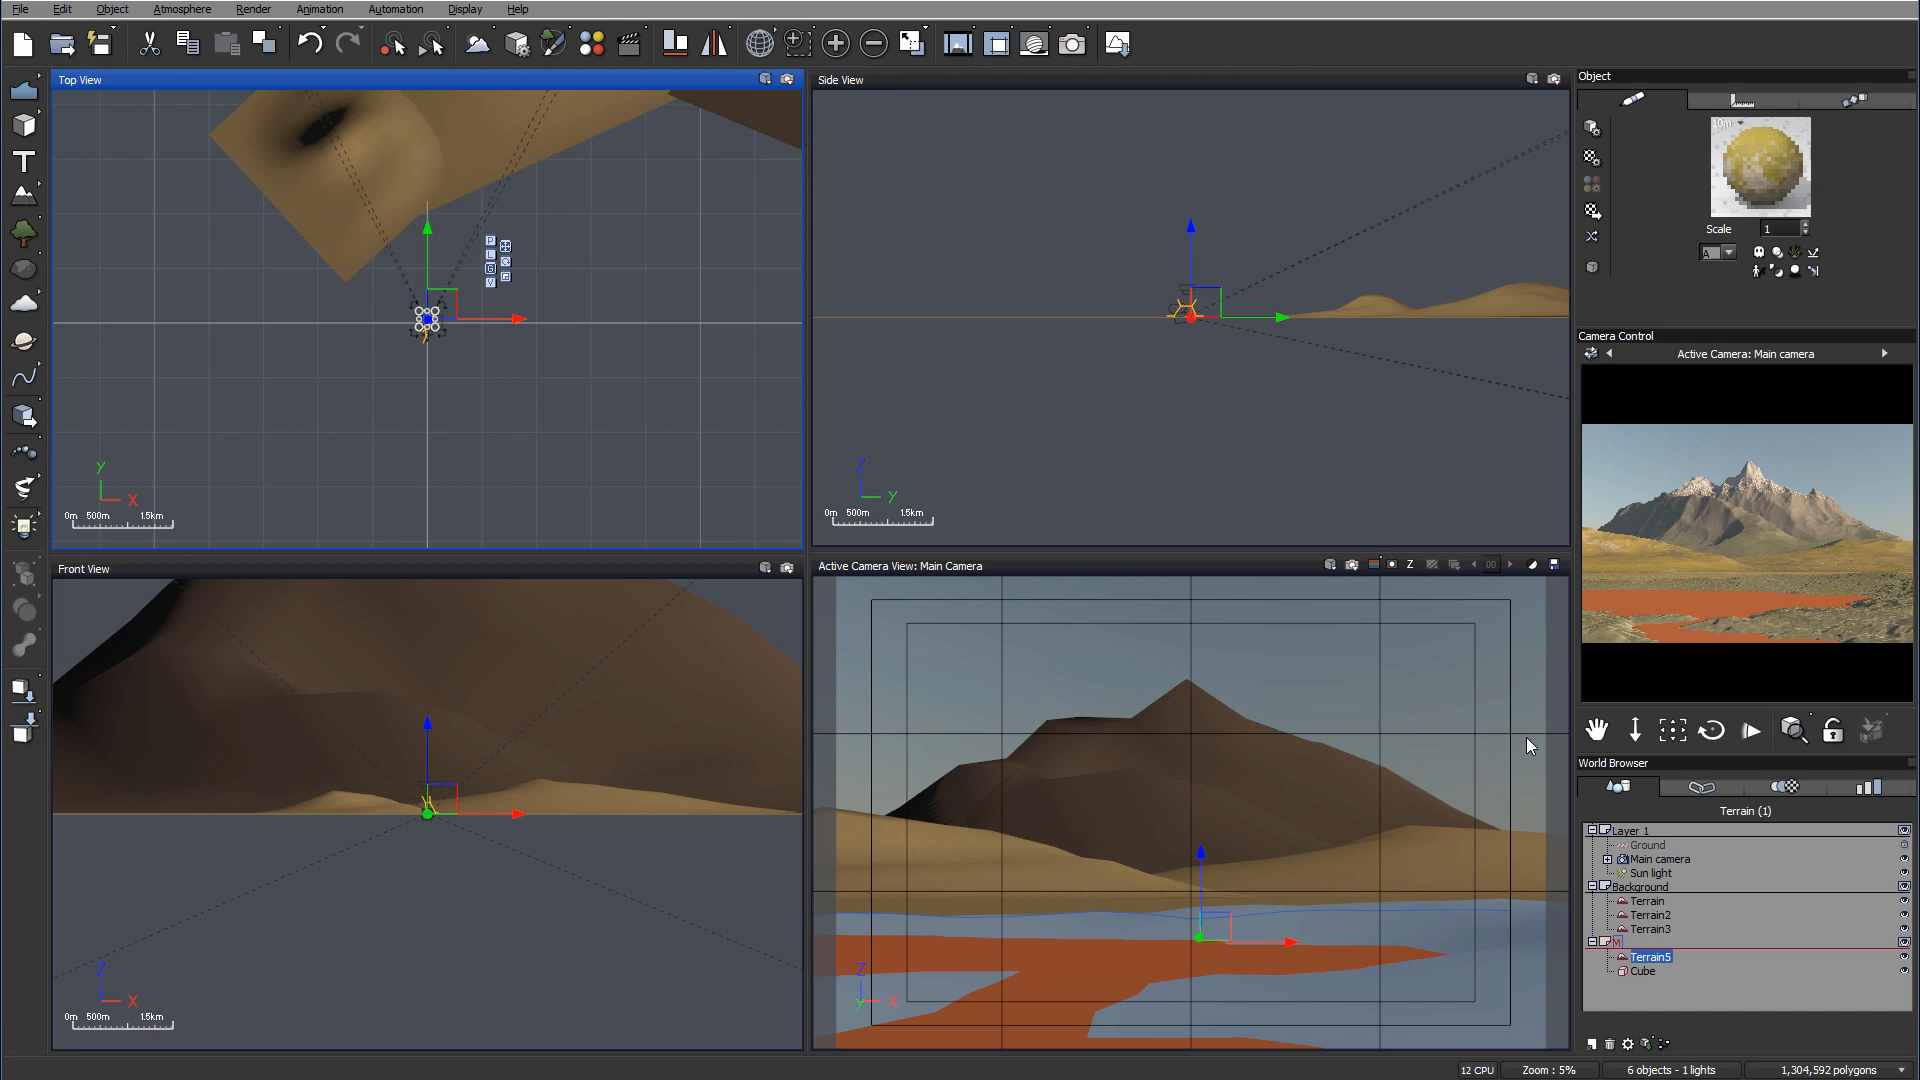 File Edit Object Atmosphere Render Animation Automation Display Help
Top View
Side View
Object
10m
Scale 1
A
Camera Control
Active Camera: Main camera
P
L
G
V
Y
X
0m 500m 1.5km
Z
Y
0m 500m 1.5km
Front View
Active Camera View: Main Camera
Z
00
World Browser
Terrain (1)
Layer 1
Ground
Main camera
Sun light
Background
Terrain
Terrain2
Terrain3
M
Terrain5
Cube
Z
X
0m 500m 1.5km
Z
Y X
12 CPU Zoom : 5% 6 objects - 1 lights 1,304,592 polygons